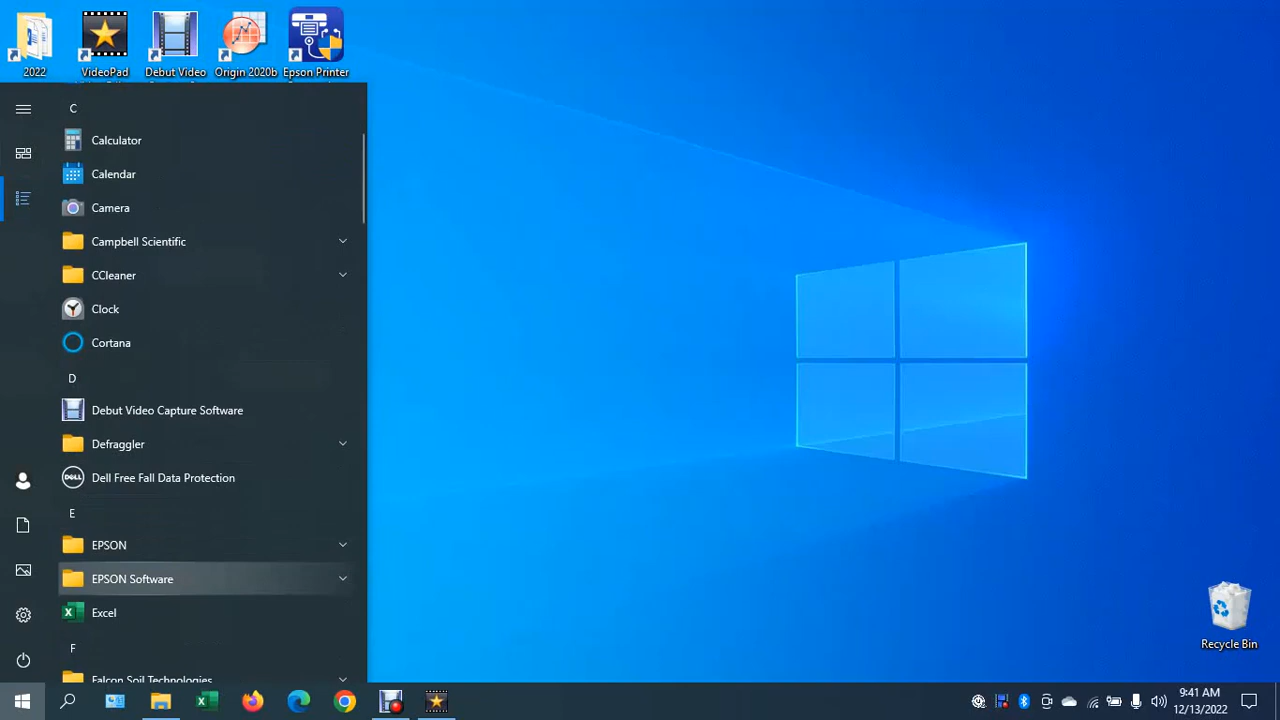 2022
VideoPad
Debut Video
Origin 2020b
Epson Printer
C
Calculator
Calendar
Camera
Campbell Scientific
CCleaner
Clock
Cortana
D
Debut Video Capture Software
Defraggler
DELL
Dell Free Fall Data Protection
E
EPSON
EPSON Software
Excel
F
Falcon Soil Technologies
Recycle Bin
9:41 AM
12/13/2022